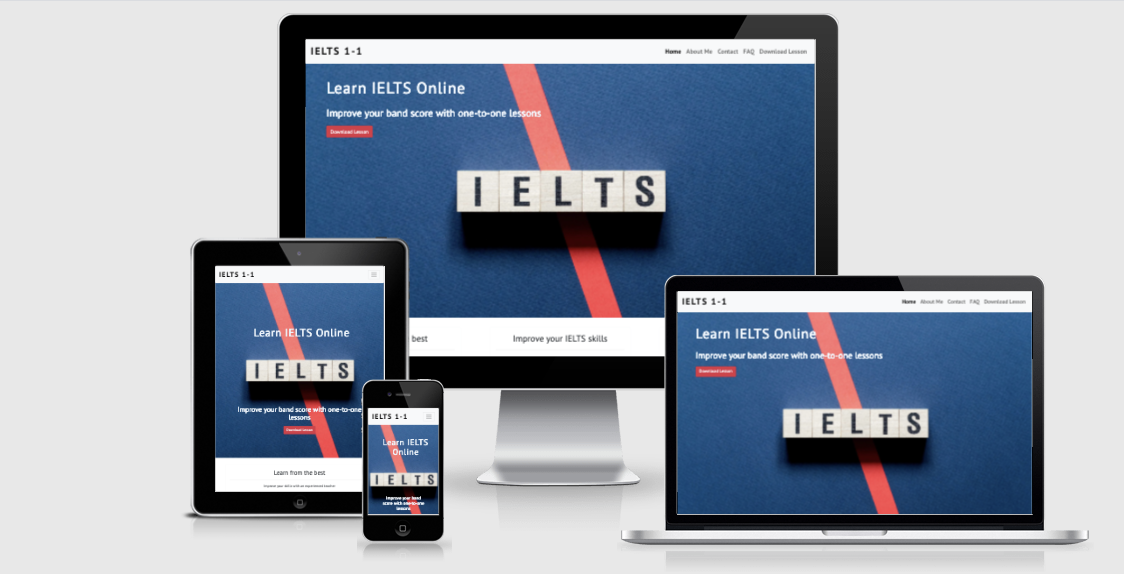 IELTS 1-1
Home About Me Contact FAQ Download Lesson
Learn IELTS Online
Improve your band score with one-to-one lessons
Download Lesson
IELTS
best
Improve your IELTS skills
IELTS 1-1
Learn IELTS Online
IELTS
Improve your band score with one-to-one
lessons
Download Lesson
Learn from the best
Improve your skills with an experienced teacher
IELTS 1-1
Learn IELTS
Online
IELTS
Improve your band
score with one-to-one
lessons
IELTS 1-1
Home About Me Contact FAQ Download Lesson
Learn IELTS Online
Improve your band score with one-to-one lessons
Download Lesson
IELTS